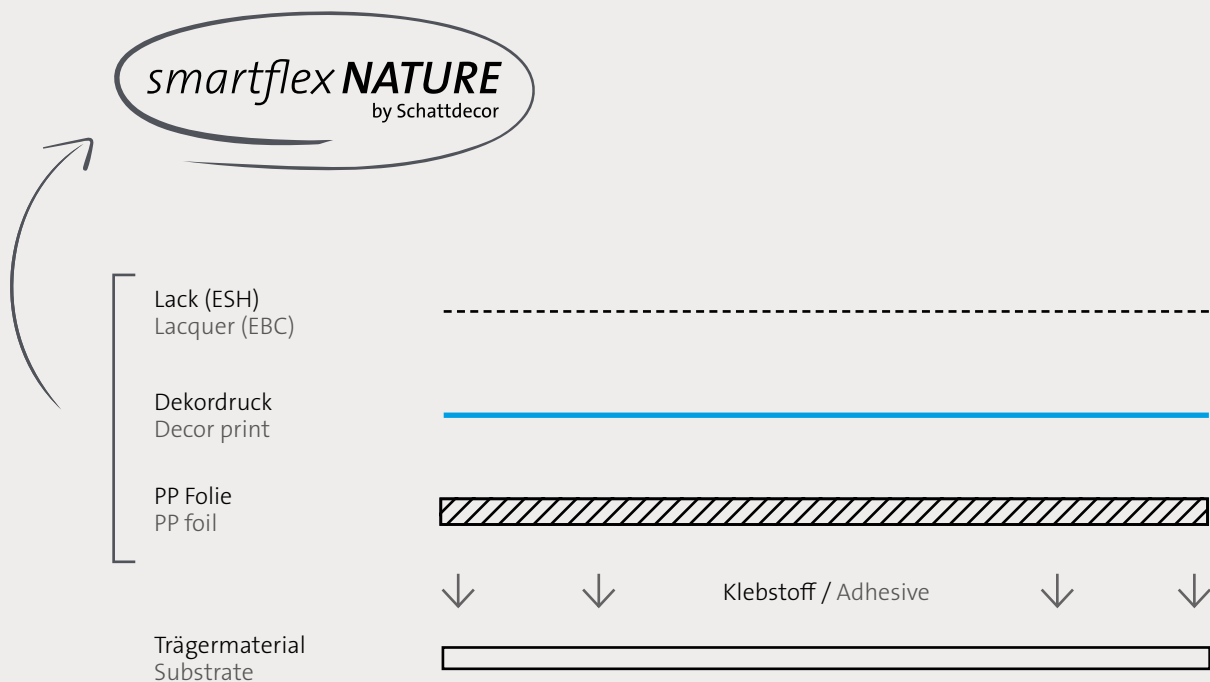 smartflex NATURE
by Schattdecor
Lack (ESH)
Lacquer (EBC)
Dekordruck
Decor print
PP Folie
PP foil
Klebstoff / Adhesive
Trägermaterial
Substrate